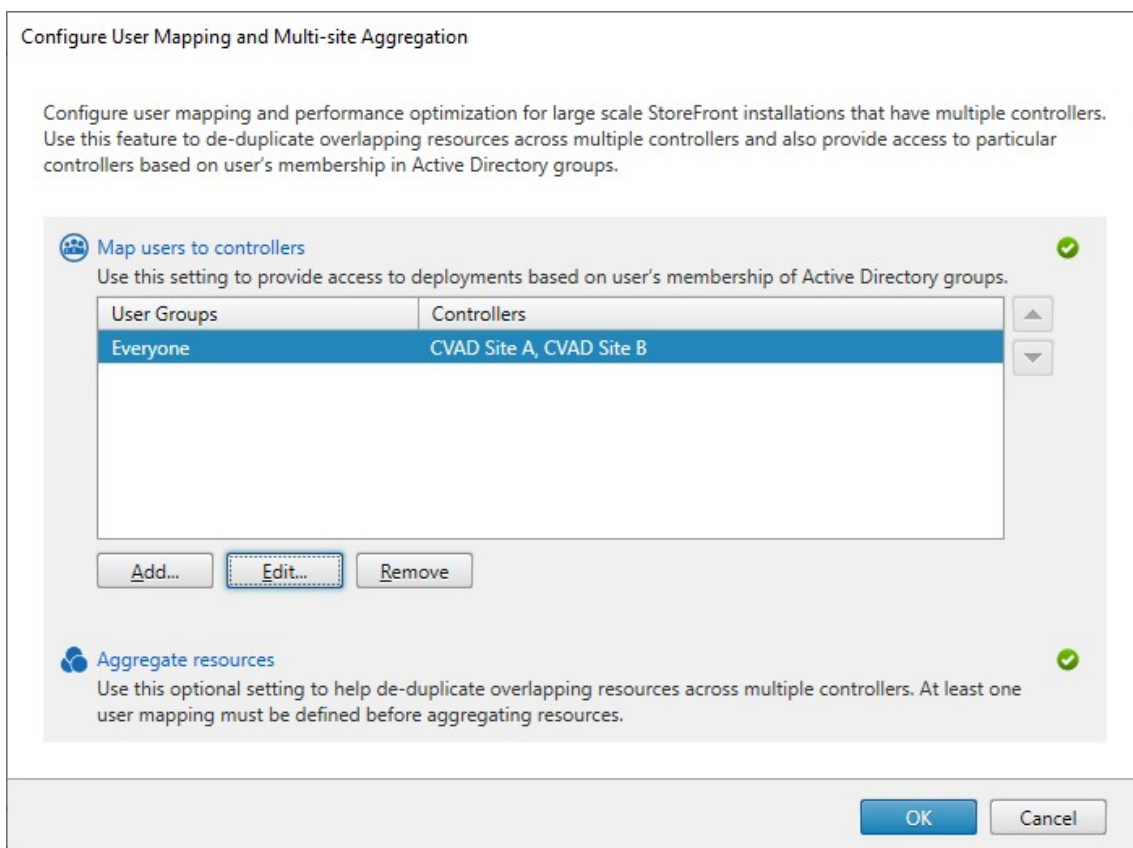 Configure User Mapping and Multi-site Aggregation
Configure user mapping and performance optimization for large scale StoreFront installations that have multiple controllers.
Use this feature to de-duplicate overlapping resources across multiple controllers and also provide access to particular
controllers based on user's membership in Active Directory groups.
Map users to controllers
Use this setting to provide access to deployments based on user's membership of Active Directory groups.
User Groups Controllers
Everyone CVAD Site A, CVAD Site B
Add... Edit... Remove
Aggregate resources
Use this optional setting to help de-duplicate overlapping resources across multiple controllers. At least one
user mapping must be defined before aggregating resources.
OK Cancel